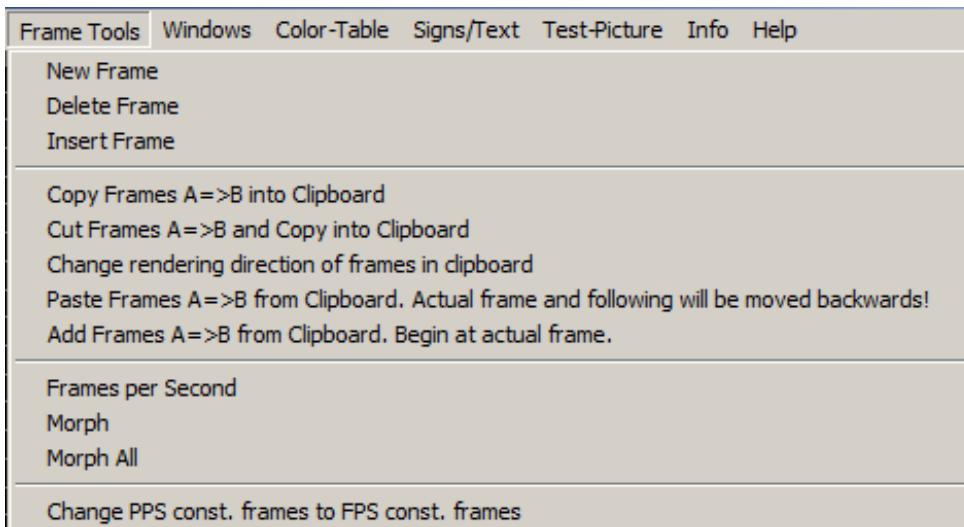 Frame Tools Windows Color-Table Signs/Text Test-Picture Info Help
New Frame
Delete Frame
Insert Frame
Copy Frames A=>B into Clipboard
Cut Frames A=>B and Copy into Clipboard
Change rendering direction of frames in clipboard
Paste Frames A=>B from Clipboard. Actual frame and following will be moved backwards!
Add Frames A=>B from Clipboard. Begin at actual frame.
Frames per Second
Morph
Morph All
Change PPS const. frames to FPS const. frames